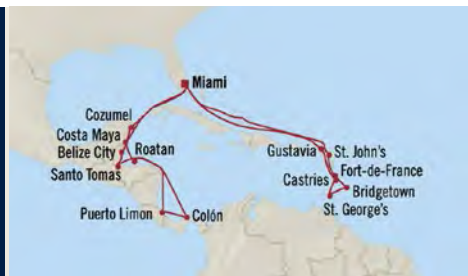 Miami
Cozumel
Costa Maya
Belize City
Roatan
Santo Tomas
Puerto Limon
Colón
Gustavia
St. John's
Fort-de-France
Castries
Bridgetown
St. George's